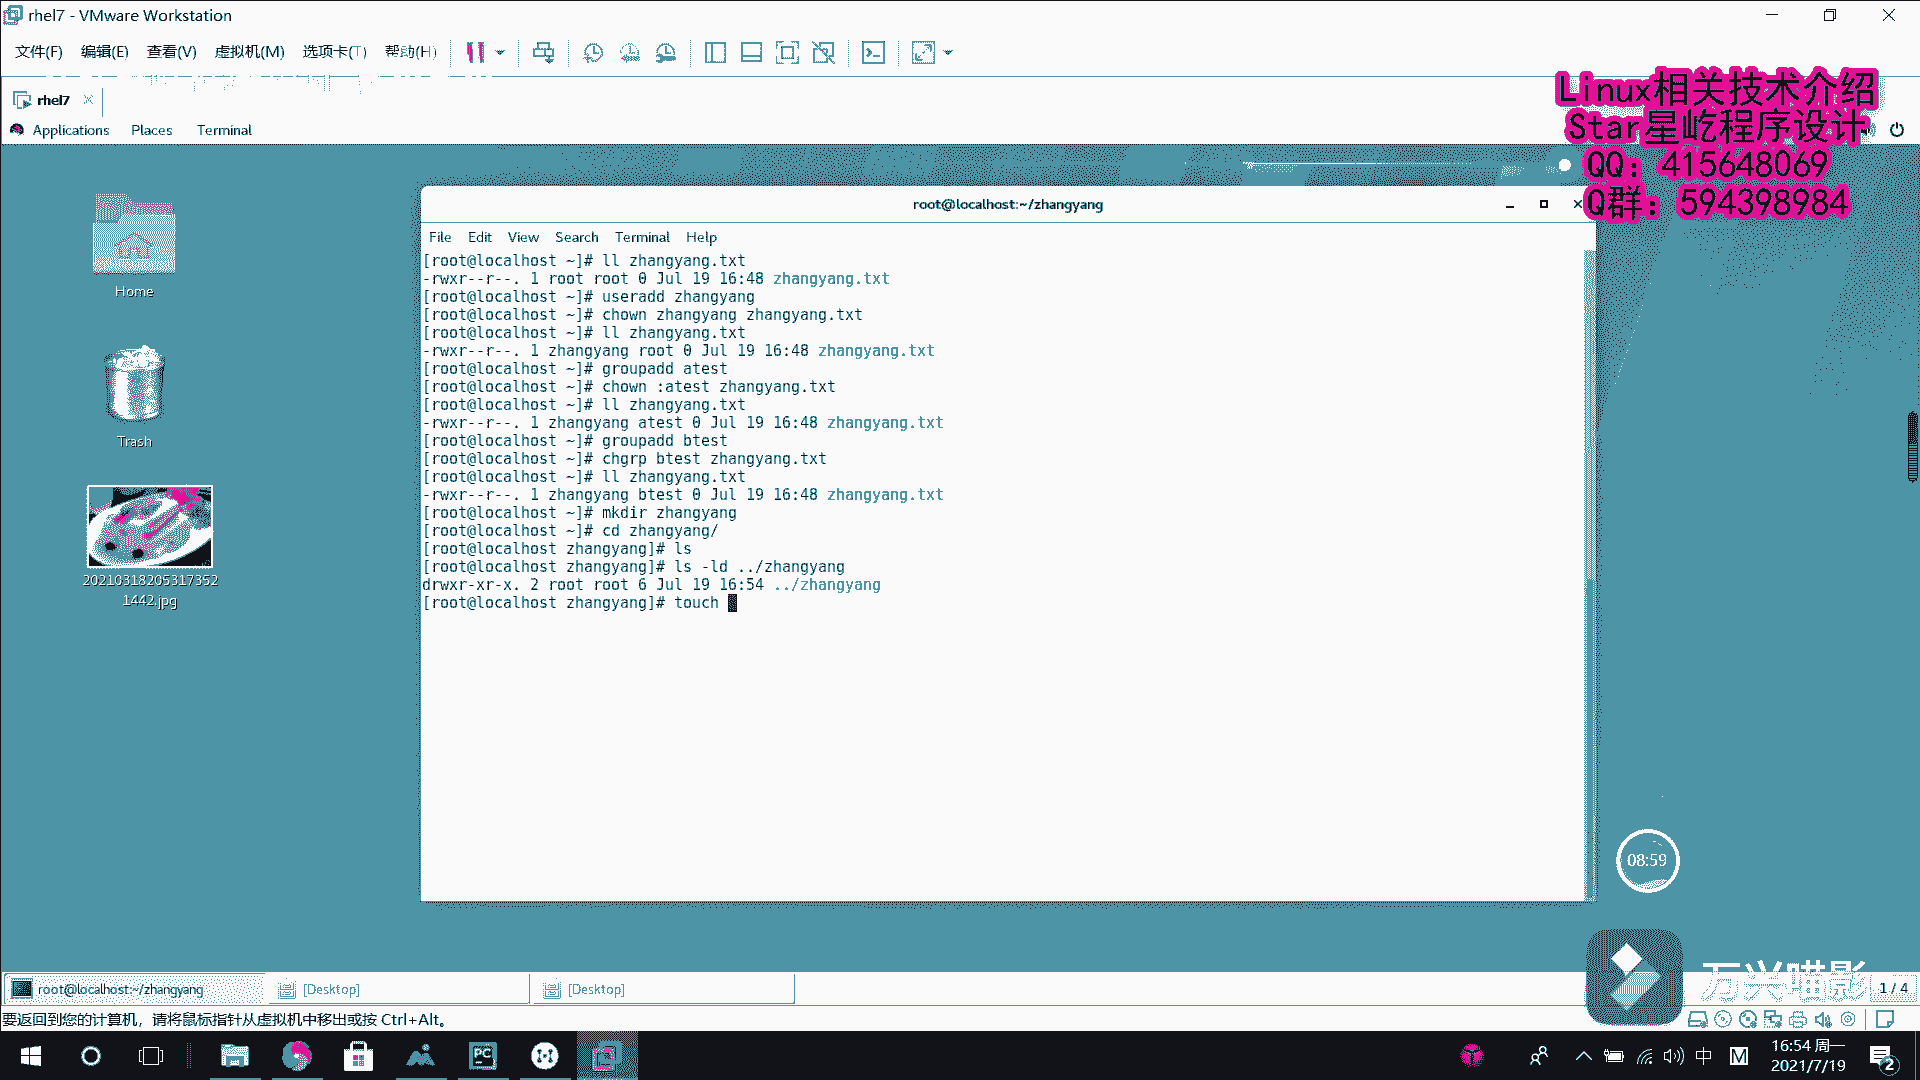 rhel7 - VMware Workstation
文件(F) 编辑(E) 查看(V) 虚拟机(M) 选项卡(T) 帮助(H)
rhel7
Linux相关技术介绍
Star星屹程序设计
QQ：415648069
Q群：594398984
Applications Places Terminal
Home
Trash
20210318205317352
1442.jpg
root@localhost:~/zhangyang
File Edit View Search Terminal Help
[root@localhost ~]# ll zhangyang.txt
-rwxr--r--. 1 root root 0 Jul 19 16:48 zhangyang.txt
[root@localhost ~]# useradd zhangyang
[root@localhost ~]# chown zhangyang zhangyang.txt
[root@localhost ~]# ll zhangyang.txt
-rwxr--r--. 1 zhangyang root 0 Jul 19 16:48 zhangyang.txt
[root@localhost ~]# groupadd atest
[root@localhost ~]# chown :atest zhangyang.txt
[root@localhost ~]# ll zhangyang.txt
-rwxr--r--. 1 zhangyang atest 0 Jul 19 16:48 zhangyang.txt
[root@localhost ~]# groupadd btest
[root@localhost ~]# chgrp btest zhangyang.txt
[root@localhost ~]# ll zhangyang.txt
-rwxr--r--. 1 zhangyang btest 0 Jul 19 16:48 zhangyang.txt
[root@localhost ~]# mkdir zhangyang
[root@localhost ~]# cd zhangyang/
[root@localhost zhangyang]# ls
[root@localhost zhangyang]# ls -ld ../zhangyang
drwxr-xr-x. 2 root root 6 Jul 19 16:54 ../zhangyang
[root@localhost zhangyang]# touch
08:59
万兴喵影
root@localhost:~/zhangyang [Desktop] [Desktop] 1 / 4
要返回到您的计算机，请将鼠标指针从虚拟机中移出或按 Ctrl+Alt。
PC
中 M
16:54 周一
2021/7/19
2